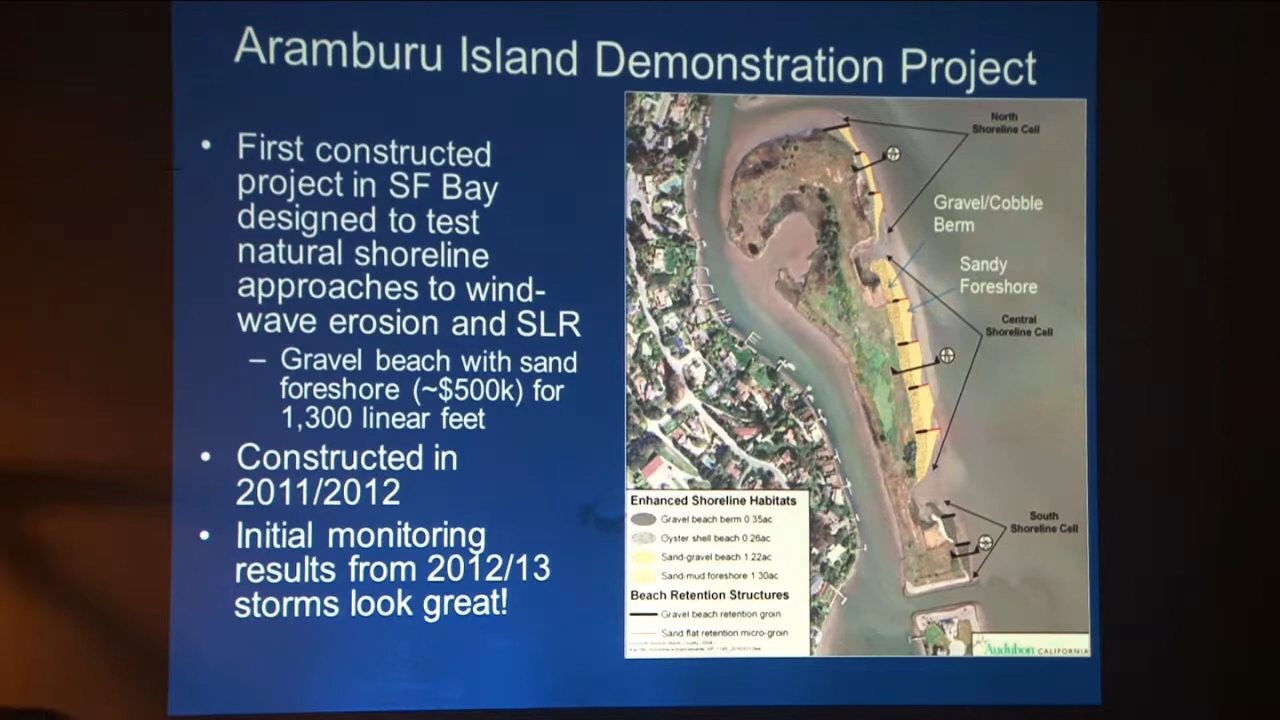 Aramburu Island Demonstration Project
• First constructed
project in SF Bay
designed to test
natural shoreline
approaches to wind-
wave erosion and SLR
– Gravel beach with sand
foreshore (~$500k) for
1,300 linear feet
• Constructed in
2011/2012
• Initial monitoring
results from 2012/13
storms look great!
North
Shoreline Cell
Gravel/Cobble
Berm
Sandy
Foreshore
Central
Shoreline Cell
South
Shoreline Cell
Enhanced Shoreline Habitats
Gravel beach berm 0.35ac
Oyster shell beach 0.26ac
Sand-gravel beach 1.22ac
Sand-mud foreshore 1.30ac
Beach Retention Structures
Gravel beach retention groin
Sand flat retention micro-groin
Audubon CALIFORNIA